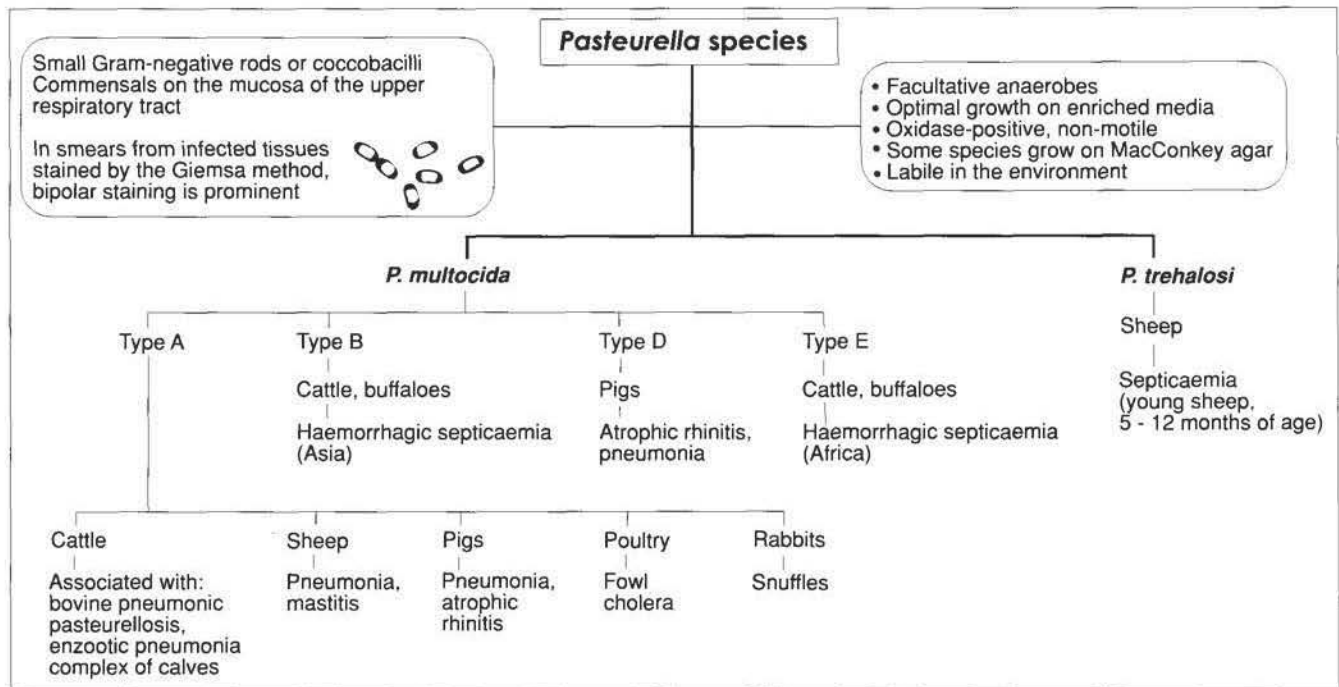 Pasteurella species
Small Gram-negative rods or coccobacilli
Commensals on the mucosa of the upper
respiratory tract
In smears from infected tissues
stained by the Giemsa method,
bipolar staining is prominent
• Facultative anaerobes
• Optimal growth on enriched media
• Oxidase-positive, non-motile
• Some species grow on MacConkey agar
• Labile in the environment
P. multocida
P. trehalosi
Type A
Type B
Type D
Type E
Sheep
Cattle, buffaloes
Pigs
Cattle, buffaloes
Septicaemia
(young sheep,
5 - 12 months of age)
Haemorrhagic septicaemia
(Asia)
Atrophic rhinitis,
pneumonia
Haemorrhagic septicaemia
(Africa)
Cattle
Sheep
Pigs
Poultry
Rabbits
Associated with:
bovine pneumonic
pasteurellosis,
enzootic pneumonia
complex of calves
Pneumonia,
mastitis
Pneumonia,
atrophic
rhinitis
Fowl
cholera
Snuffles